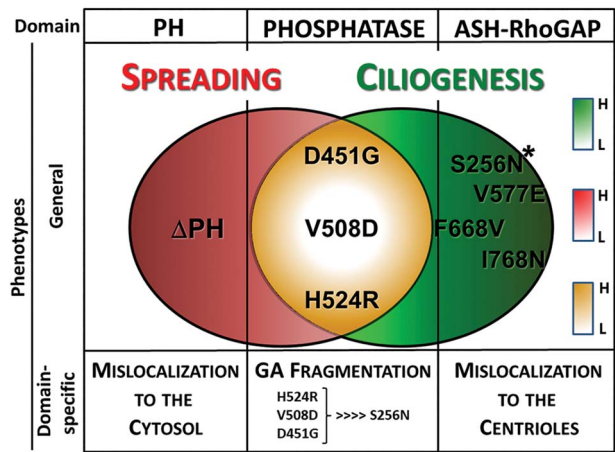 Domain PH PHOSPHATASE ASH-RhoGAP
SPREADING CILIOGENESIS
Phenotypes
General
Domain-specific
D451G
S256N*
V577E
ΔPH V508D F668V
I768N
H524R
H
L
H
L
H
L
MISLOCALIZATION
TO THE
CYTOSOL
GA FRAGMENTATION
H524R
V508D >>>> S256N
D451G
MISLOCALIZATION
TO THE
CENTRIOLES